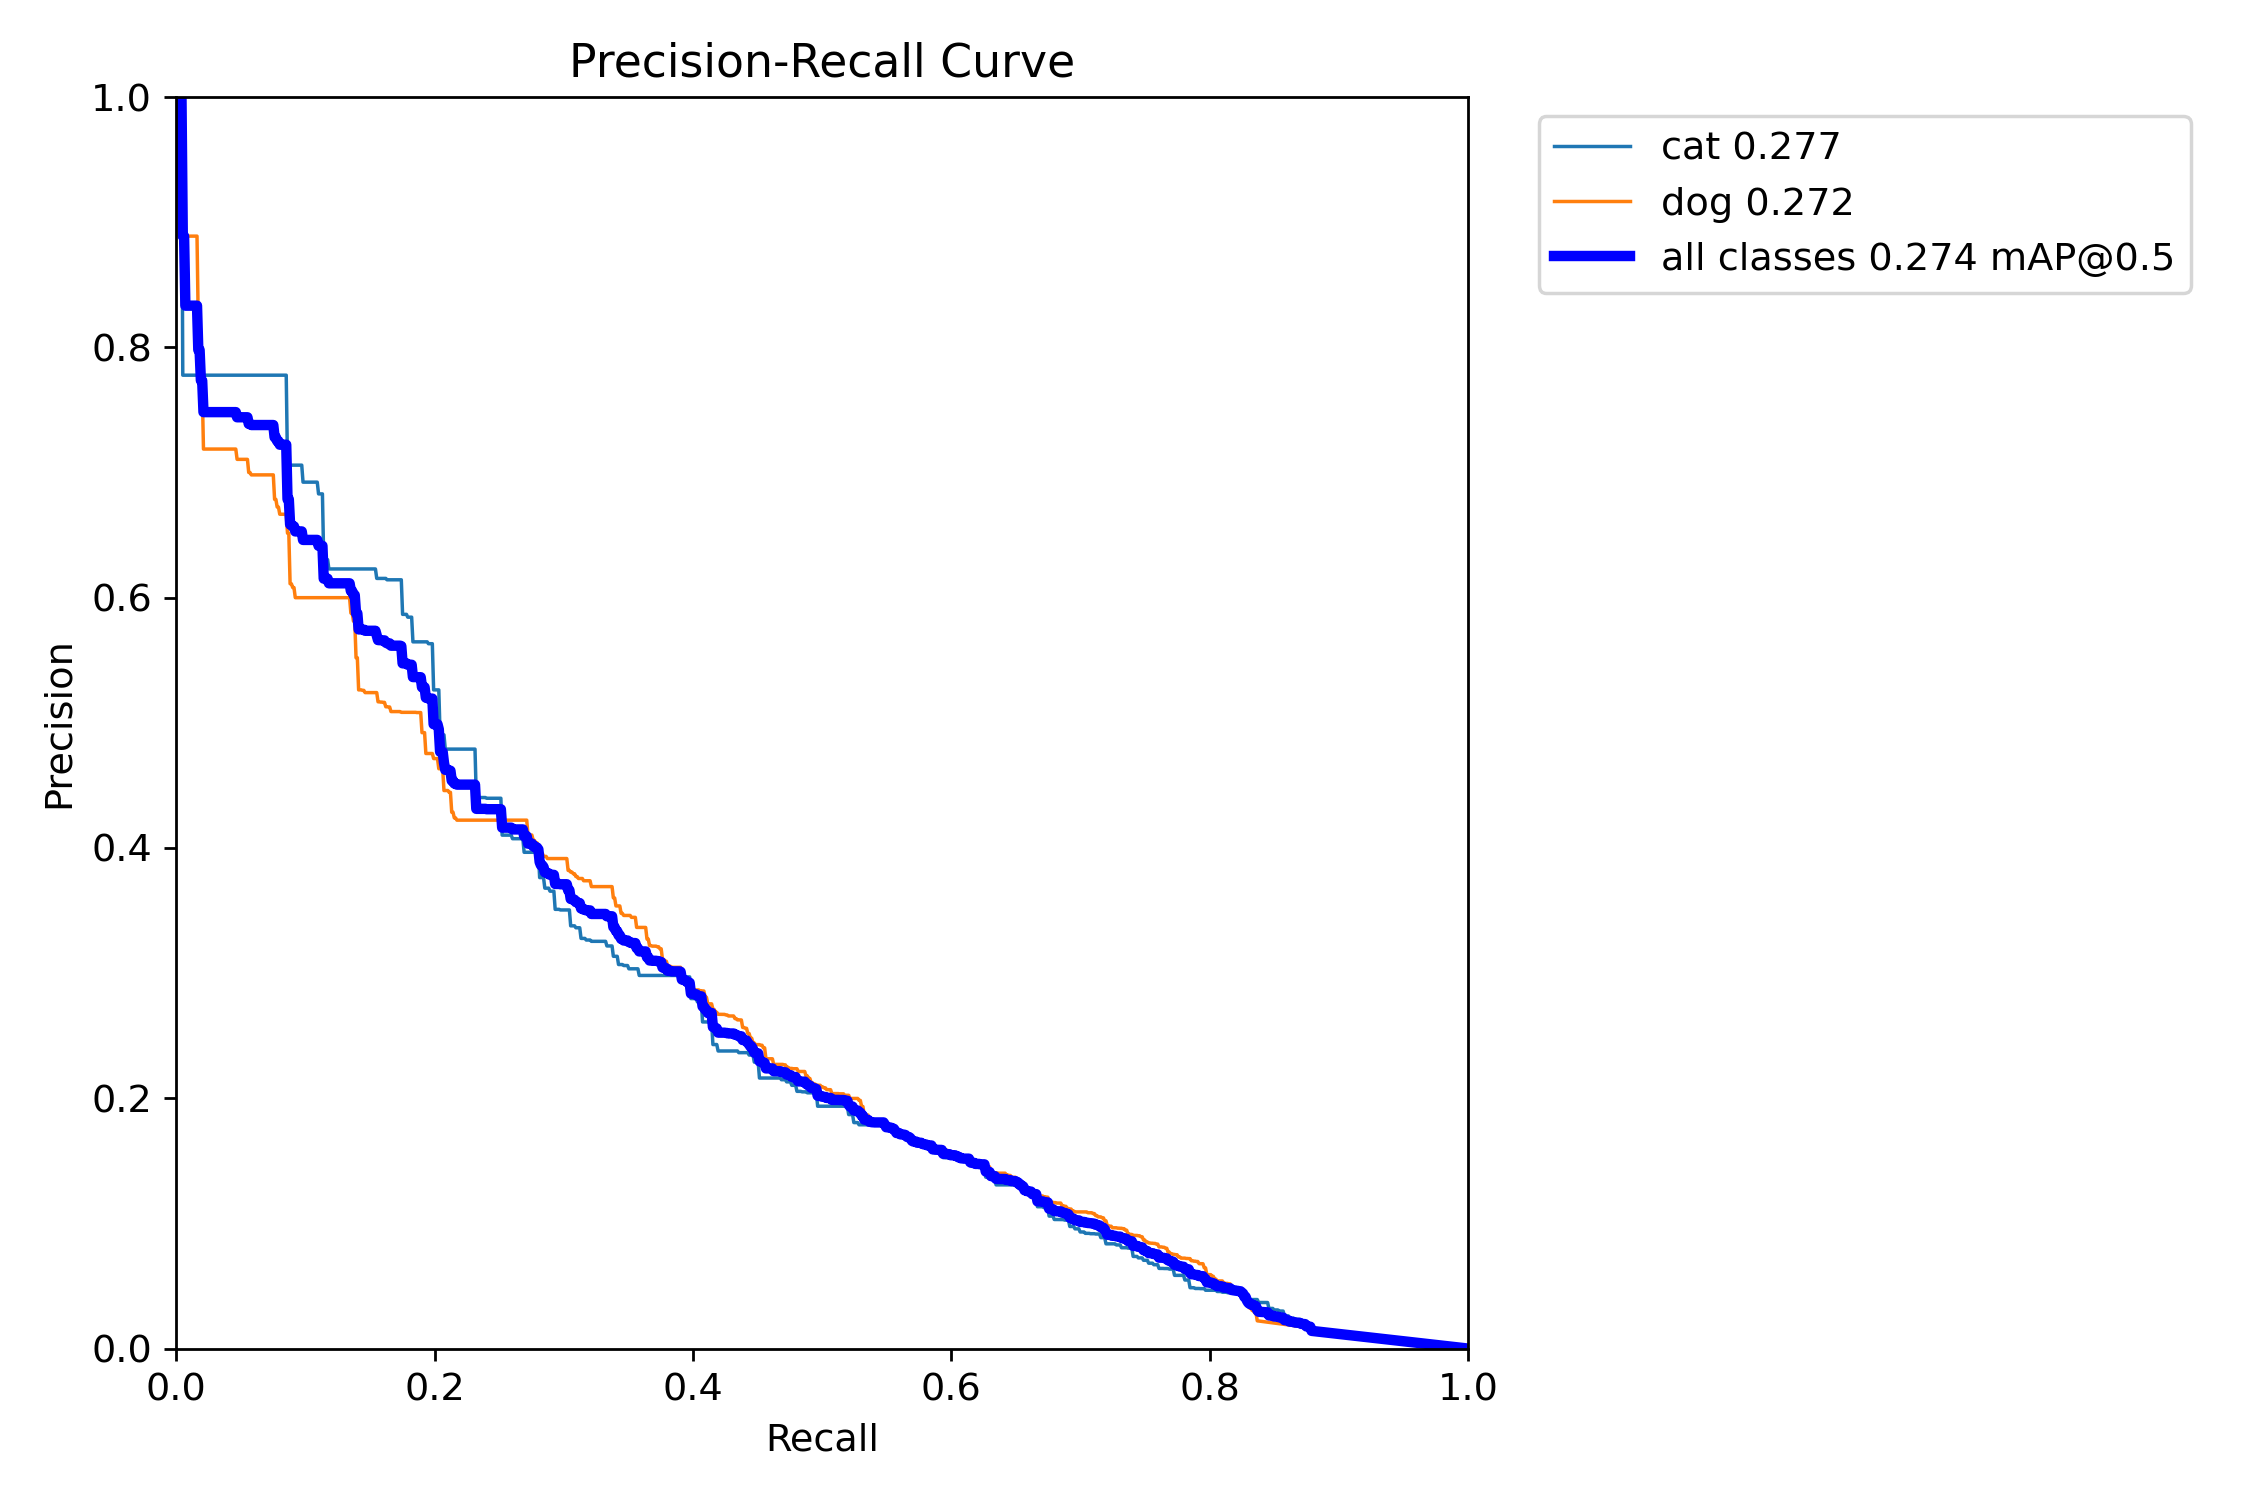 Precision-Recall Curve
1.0
0.8
0.6
0.4
0.2
0.0
Precision
0.0 0.2 0.4 0.6 0.8 1.0
Recall
cat 0.277
dog 0.272
all classes 0.274 mAP@0.5